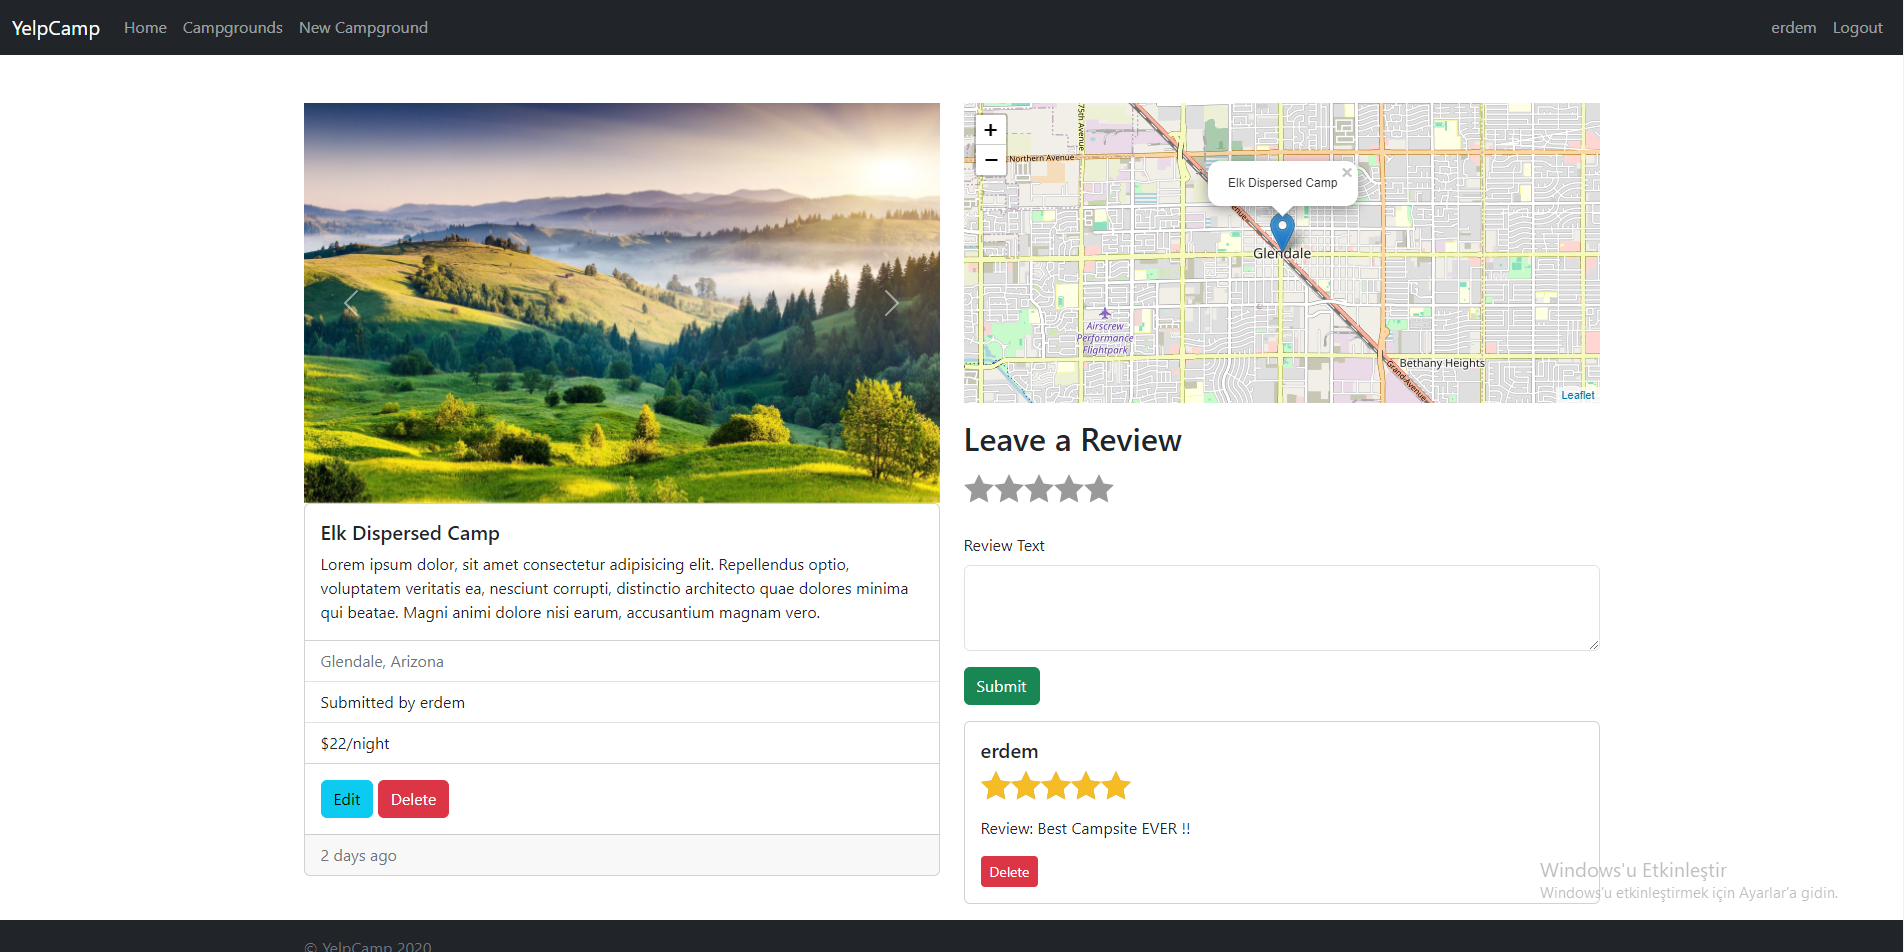 YelpCamp Home Campgrounds New Campground erdem Logout
Elk Dispersed Camp
Lorem ipsum dolor, sit amet consectetur adipisicing elit. Repellendus optio,
voluptatem veritatis ea, nesciunt corrupti, distinctio architecto quae dolores minima
qui beatae. Magni animi dolore nisi earum, accusantium magnam vero.
Glendale, Arizona
Submitted by erdem
$22/night
Edit Delete
2 days ago
+
−
75th Avenue
Northern Avenue
Elk Dispersed Camp ×
Glendale
Airscrew
Performance
Flightpark
Bethany Heights
Grand Avenue
Leaflet
Leave a Review
Review Text
Submit
erdem
Review: Best Campsite EVER !!
Delete
Windows'u Etkinleştir
Windows'u etkinleştirmek için Ayarlar'a gidin.
© YelpCamp 2020